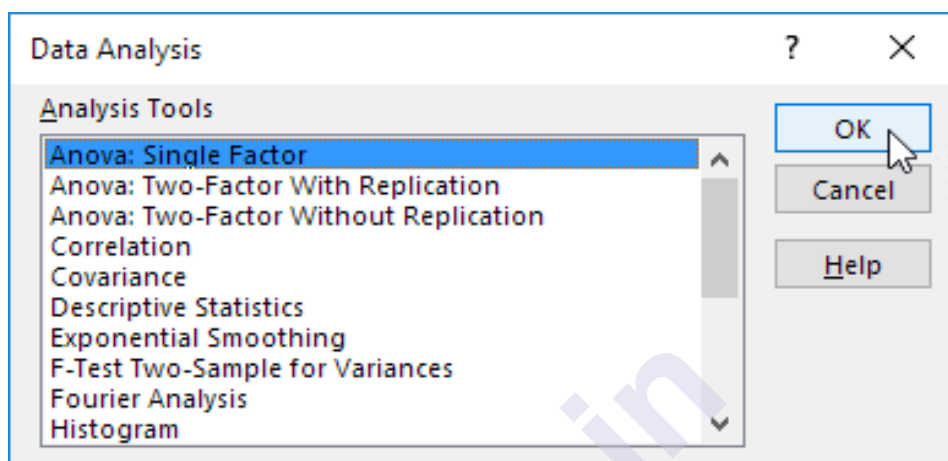 Data Analysis
?
Analysis Tools
Anova: Single Factor
Anova: Two-Factor With Replication
Anova: Two-Factor Without Replication
Correlation
Covariance
Descriptive Statistics
Exponential Smoothing
F-Test Two-Sample for Variances
Fourier Analysis
Histogram
OK
Cancel
Help
in